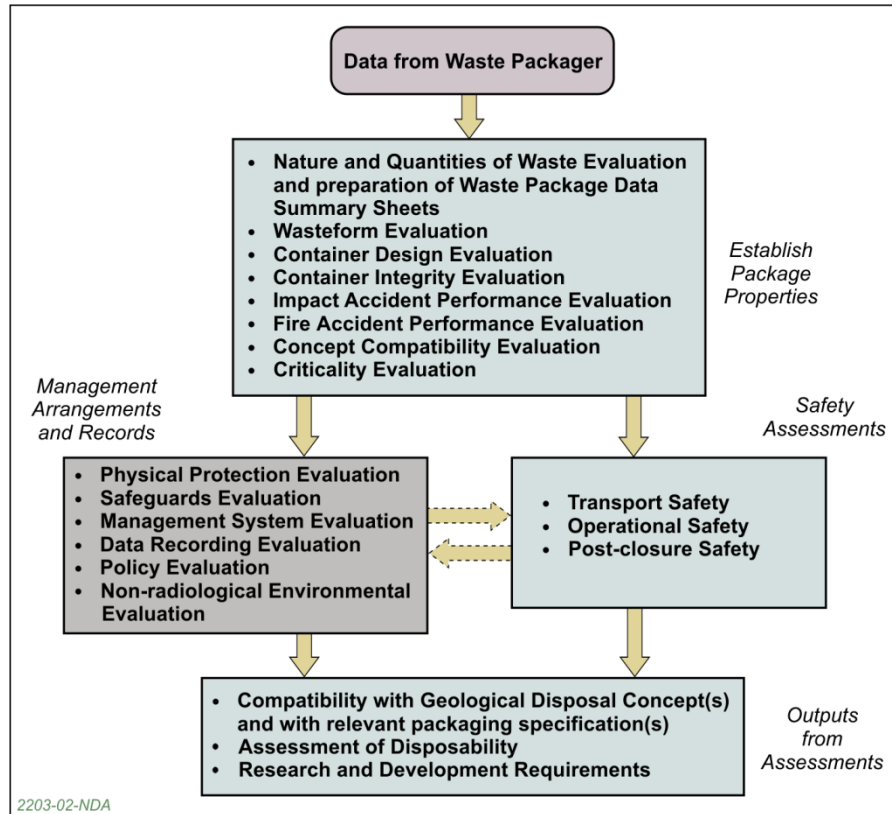 Data from Waste Packager
• Nature and Quantities of Waste Evaluation
and preparation of Waste Package Data
Summary Sheets
• Wasteform Evaluation
• Container Design Evaluation
• Container Integrity Evaluation
• Impact Accident Performance Evaluation
• Fire Accident Performance Evaluation
• Concept Compatibility Evaluation
• Criticality Evaluation
Establish
Package
Properties
Management
Arrangements
and Records
Safety
Assessments
• Physical Protection Evaluation
• Safeguards Evaluation
• Management System Evaluation
• Data Recording Evaluation
• Policy Evaluation
• Non-radiological Environmental
Evaluation
• Transport Safety
• Operational Safety
• Post-closure Safety
• Compatibility with Geological Disposal Concept(s)
and with relevant packaging specification(s)
• Assessment of Disposability
• Research and Development Requirements
Outputs
from
Assessments
2203-02-NDA